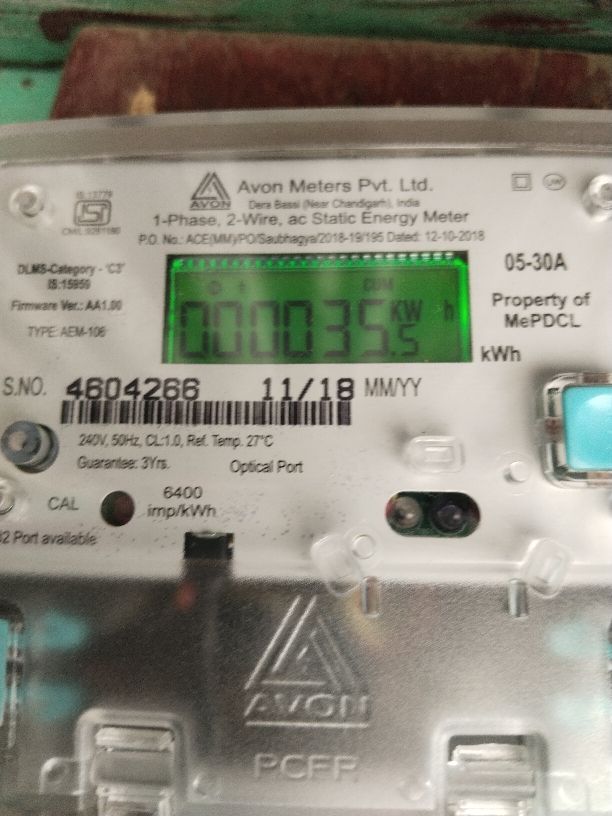 IS:13779
ISI
AVON
Avon Meters Pvt. Ltd.
Dera Bassi (Near Chandigarh), India
1-Phase, 2-Wire, ac Static Energy Meter
P.O. No.: ACE(MM)/PO/Saubhagya/2018-19/195 Dated: 12-10-2018
DLMS-Category - 'C3'
IS:15959
Firmware Ver.: AA1.00
TYPE: AEM-106
CUM
000035.5 KW h
kWh
05-30A
Property of
MePDCL
S.NO. 4604266 11/18 MM/YY
240V, 50Hz, CL:1.0, Ref. Temp. 27°C
Guarantee: 3Yrs. Optical Port
CAL
6400
imp/kWh
Port available
AVON